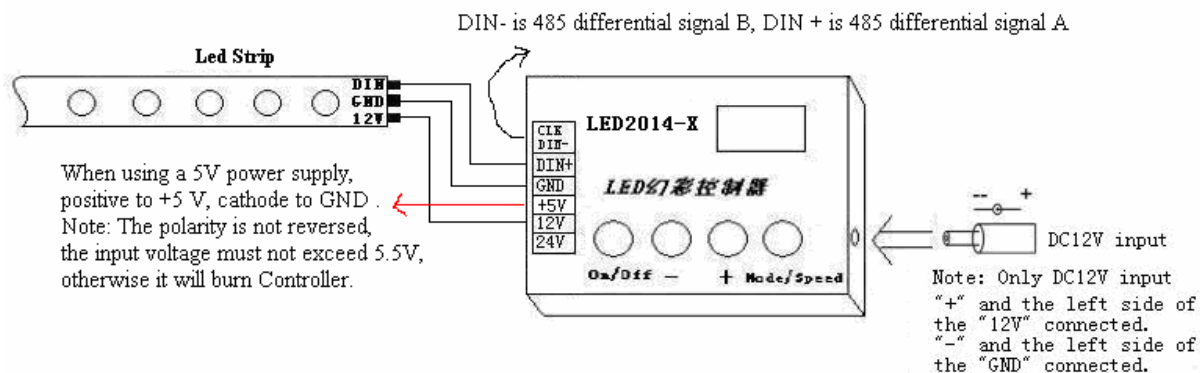 DIN- is 485 differential signal B, DIN + is 485 differential signal A
Led Strip
DIN
GND
12V
When using a 5V power supply,
positive to +5 V, cathode to GND .
Note: The polarity is not reversed,
the input voltage must not exceed 5.5V,
otherwise it will burn Controller.
CLK
DIN-
DIN+
GND
+5V
12V
24V
LED2014-X
LED幻彩控制器
On/Off - + Mode/Speed
-- +
DC12V input
Note: Only DC12V input
"+" and the left side of
the "12V" connected.
"-" and the left side of
the "GND" connected.